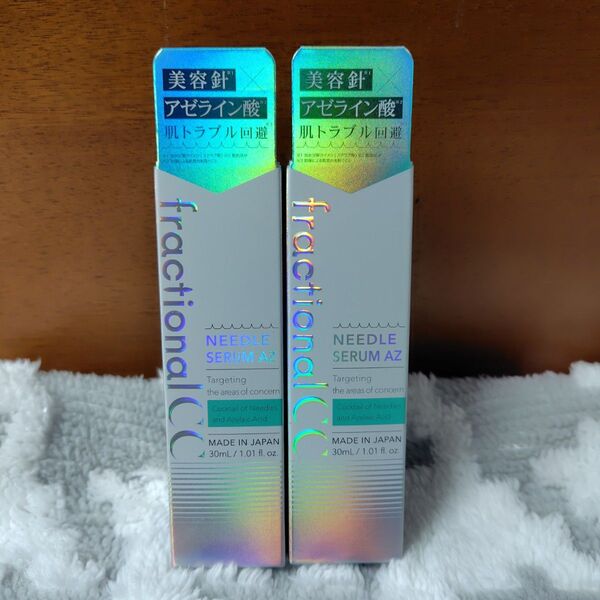 美容針※1
×
アゼライン酸※2
肌トラブル回避
fractional CC
NEEDLE
SERUM AZ
Targeting
the areas of concern
Cocktail of Needles
and Azelaic Acid
MADE IN JAPAN
30mL / 1.01 fl. oz.
美容針※1
×
アゼライン酸※2
肌トラブル回避
fractional CC
NEEDLE
SERUM AZ
Targeting
the areas of concern
Cocktail of Needles
and Azelaic Acid
MADE IN JAPAN
30mL / 1.01 fl. oz.